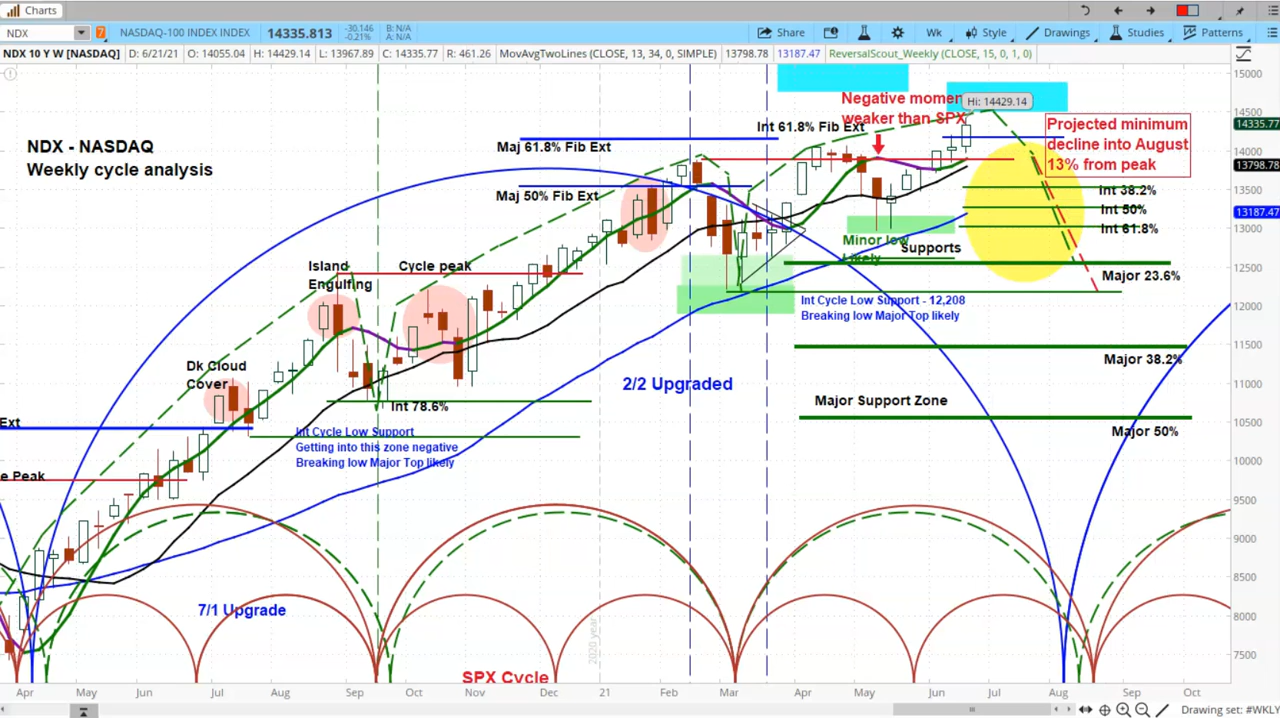 Charts
NDX
7
NASDAQ-100 INDEX INDEX
14335.813
-30.146
-0.21%
B: N/A
A: N/A
Share
Wk
Style
Drawings
Studies
Patterns
NDX 10 Y W [NASDAQ]
D: 6/21/21
O: 14055.04
H: 14429.14
L: 13967.89
C: 14335.77
R: 461.26
MovAvgTwoLines (CLOSE, 13, 34, 0, SIMPLE)
13798.78
13187.47
ReversalScout_Weekly (CLOSE, 15, 0, 1, 0)
NDX - NASDAQ
Weekly cycle analysis
Negative momen
weaker than SPX
Hi: 14429.14
Projected minimum
decline into August
13% from peak
Int 61.8% Fib Ext
Maj 61.8% Fib Ext
Maj 50% Fib Ext
Int 38.2%
Int 50%
Int 61.8%
Minor low
Likely
Supports
Major 23.6%
Int Cycle Low Support - 12,208
Breaking low Major Top likely
Major 38.2%
Major Support Zone
Major 50%
Island
Engulfing
Cycle peak
Dk Cloud
Cover
Int 78.6%
Int Cycle Low Support
Getting into this zone negative
Breaking low Major Top likely
2/2 Upgraded
Ext
e Peak
7/1 Upgrade
SPX Cycle
2020 year
15000
14500
14335.77
14000
13798.78
13500
13187.47
13000
12500
12000
11500
11000
10500
10000
9500
9000
8500
8000
7500
Apr
May
Jun
Jul
Aug
Sep
Oct
Nov
Dec
21
Feb
Mar
Apr
May
Jun
Jul
Aug
Sep
Oct
Drawing set: #WKLY